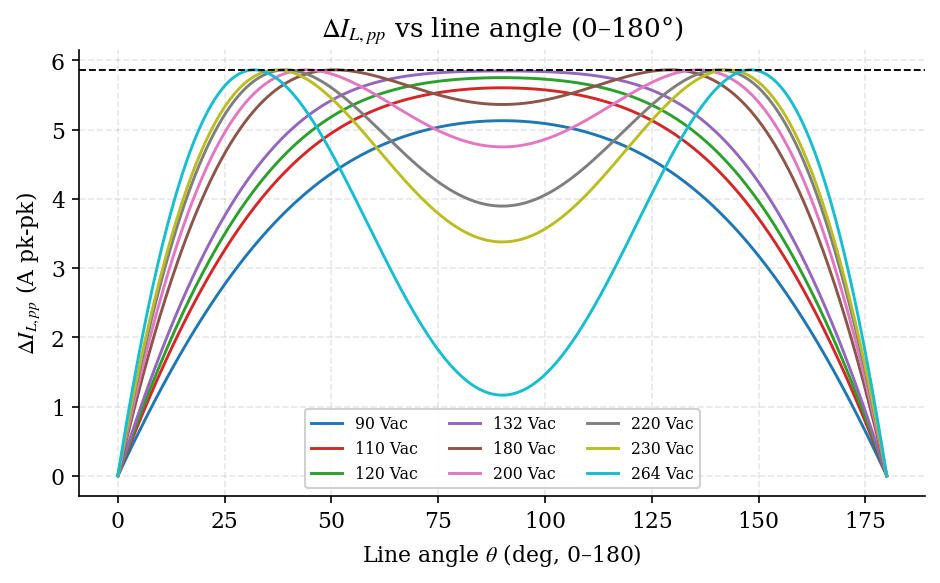 ΔI_{L,pp} vs line angle (0–180°)
ΔI_{L,pp} (A pk-pk)
6
5
4
3
2
1
0
90 Vac 132 Vac 220 Vac
110 Vac 180 Vac 230 Vac
120 Vac 200 Vac 264 Vac
0 25 50 75 100 125 150 175
Line angle θ (deg, 0–180)